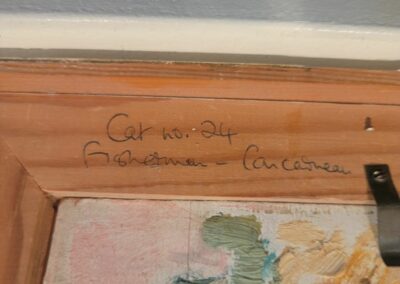 Cat no. 24
Fisherman - Concarneau